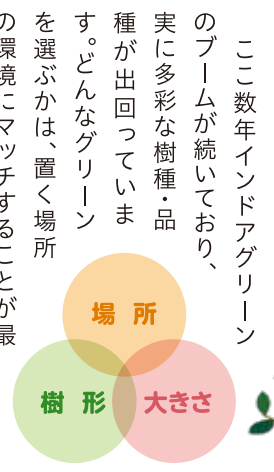 ここ数年インドアグリーン
のブームが続いており、
実に多彩な樹種・品
種が出回っていま
す。どんなグリーン
を選ぶかは、置く場所
の環境にマッチすることが最
場所
樹形
大きさ